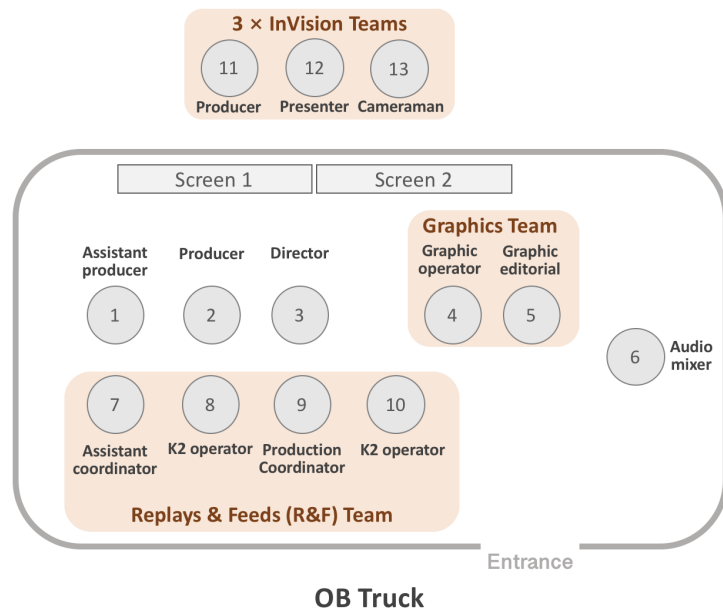 3 × InVision Teams
11 12 13
Producer Presenter Cameraman
Screen 1 Screen 2
Graphics Team
Assistant
producer
Producer
Director
Graphic
operator
Graphic
editorial
1 2 3 4 5
6
Audio
mixer
7 8 9 10
Assistant
coordinator
K2 operator
Production
Coordinator
K2 operator
Replays & Feeds (R&F) Team
Entrance
OB Truck